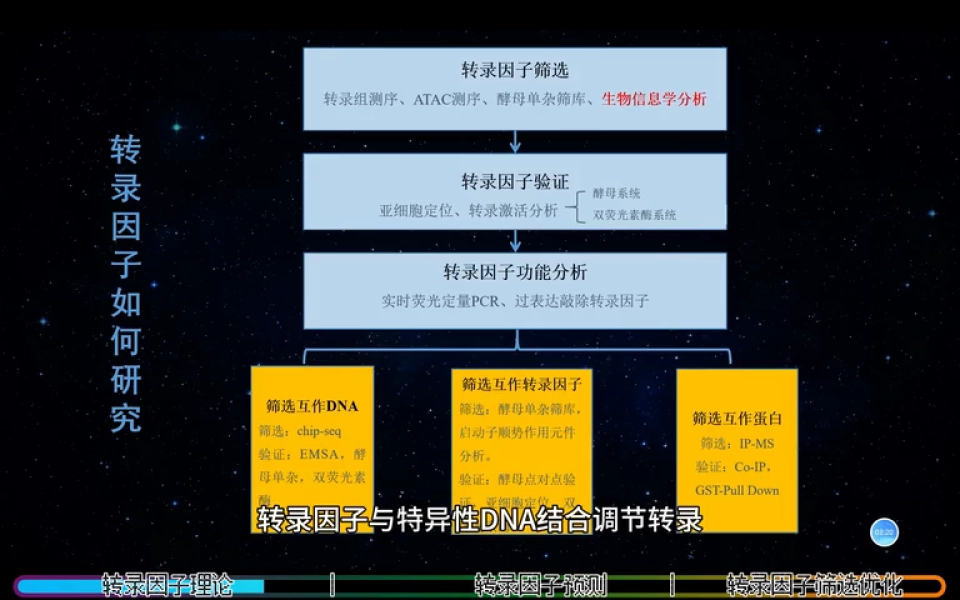 转录因子如何研究
转录因子筛选
转录组测序、ATAC测序、酵母单杂筛库、生物信息学分析
转录因子验证
亚细胞定位、转录激活分析
酵母系统
双荧光素酶系统
转录因子功能分析
实时荧光定量PCR、过表达敲除转录因子
筛选互作DNA
筛选：chip-seq
验证：EMSA，酵
母单杂，双荧光素
酶
筛选互作转录因子
筛选：酵母单杂筛库，
启动子顺势作用元件
分析。
验证：酵母点对点验
证，亚细胞定位，双
筛选互作蛋白
筛选：IP-MS
验证：Co-IP，
GST-Pull Down
转录因子与特异性DNA结合调节转录
02:20
转录因子理论
转录因子预测
转录因子筛选优化